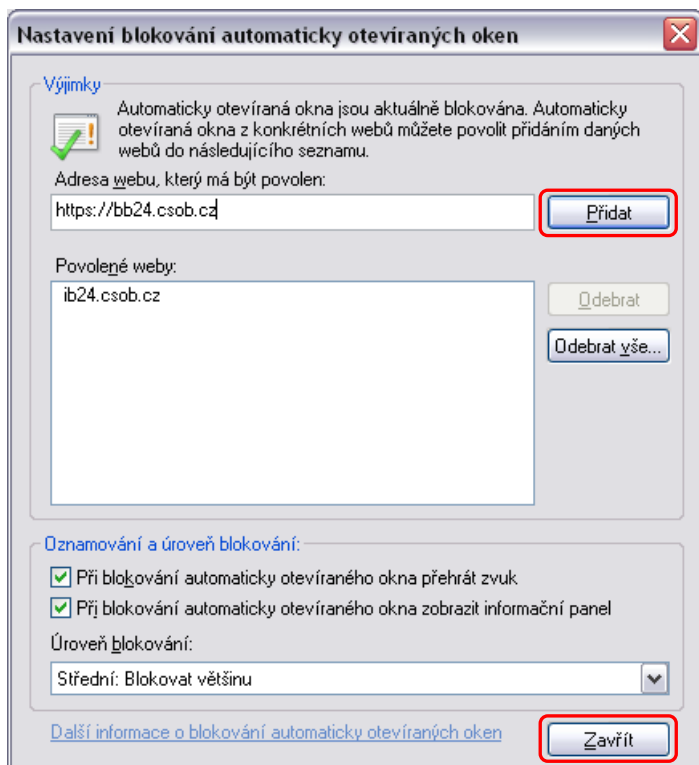 Nastavení blokování automaticky otevíraných oken
Výjimky
Automaticky otevíraná okna jsou aktuálně blokována. Automaticky
otevíraná okna z konkrétních webů můžete povolit přidáním daných
webů do následujícího seznamu.
Adresa webu, který má být povolen:
https://bb24.csob.cz
Přidat
Povolené weby:
ib24.csob.cz
Odebrat
Odebrat vše...
Oznamování a úroveň blokování:
Při blokování automaticky otevíraného okna přehrát zvuk
Při blokování automaticky otevíraného okna zobrazit informační panel
Úroveň blokování:
Střední: Blokovat většinu
Další informace o blokování automaticky otevíraných oken
Zavřít